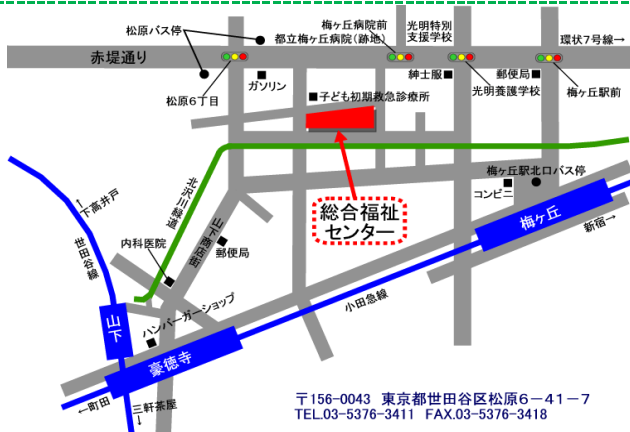 松原バス停
梅ヶ丘病院前
都立梅ヶ丘病院(跡地)
光明特別
支援学校
環状7号線→
赤堤通り
松原6丁目
ガソリン
紳士服
郵便局
光明養護学校
梅ヶ丘駅前
子ども初期救急診療所
北沢川緑道
梅ヶ丘駅北口バス停
コンビニ
総合福祉
センター
←下高井戸
世田谷線
山下商店街
内科医院
郵便局
梅ヶ丘
新宿→
小田急線
山下
ハンバーガーショップ
豪徳寺
←町田
三軒茶屋→
〒156-0043 東京都世田谷区松原6−41−7
TEL.03-5376-3411 FAX.03-5376-3418